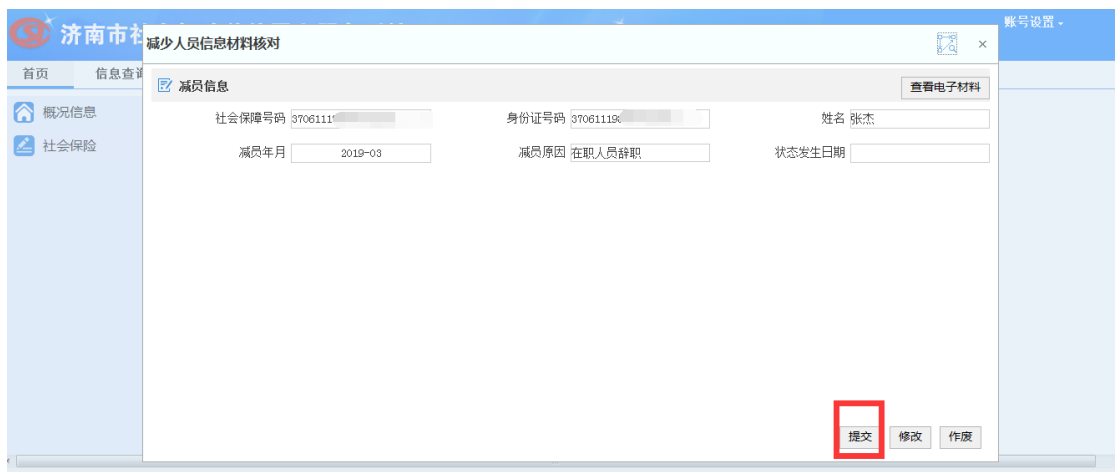 济南市社
账号设置
减少人员信息材料核对
×
首页 信息查询
减员信息 查看电子材料
概况信息
社会保险
社会保障号码 3706111 身份证号码 37061119 姓名 张杰
减员年月 2019-03 减员原因 在职人员辞职 状态发生日期
提交 修改 作废